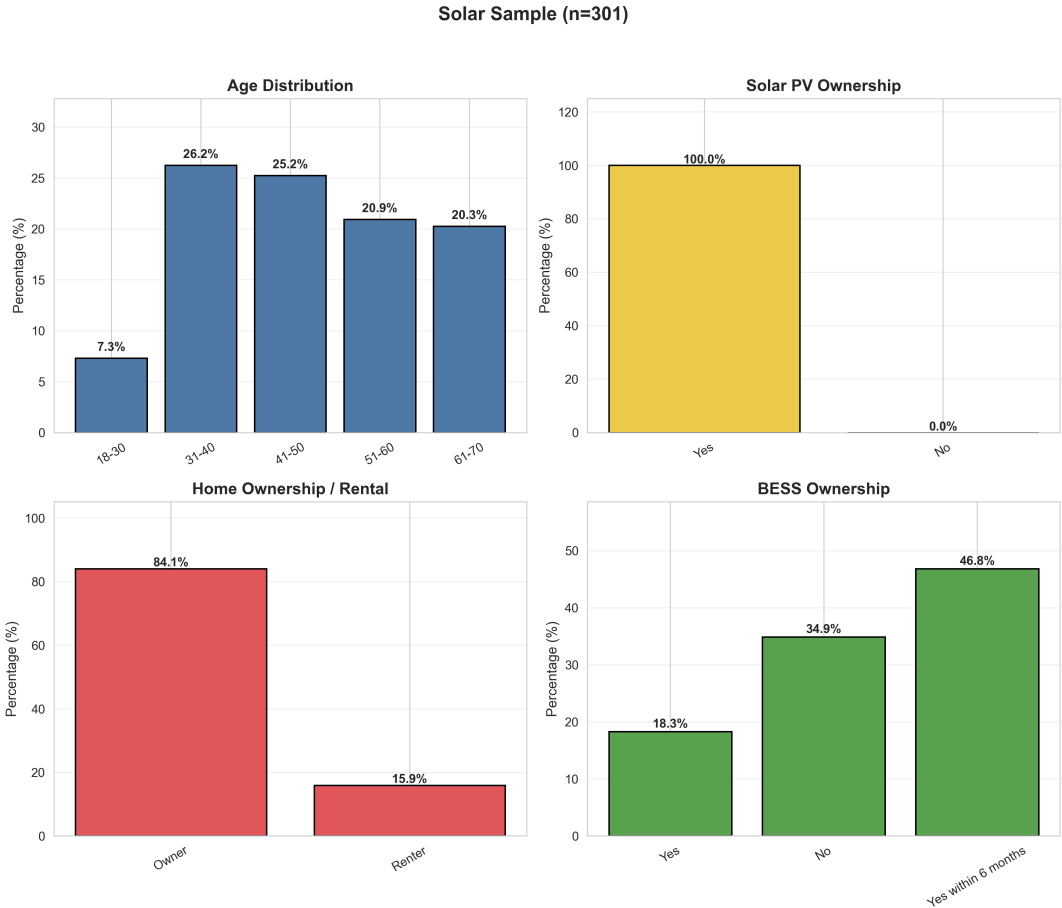 Solar Sample (n=301)
Age Distribution
Percentage (%)
30
25
20
15
10
5
0
7.3%
26.2%
25.2%
20.9%
20.3%
18-30
31-40
41-50
51-60
61-70
Solar PV Ownership
Percentage (%)
120
100
80
60
40
20
0
100.0%
0.0%
Yes
No
Home Ownership / Rental
Percentage (%)
100
80
60
40
20
0
84.1%
15.9%
Owner
Renter
BESS Ownership
Percentage (%)
50
40
30
20
10
0
18.3%
34.9%
46.8%
Yes
No
Yes within 6 months